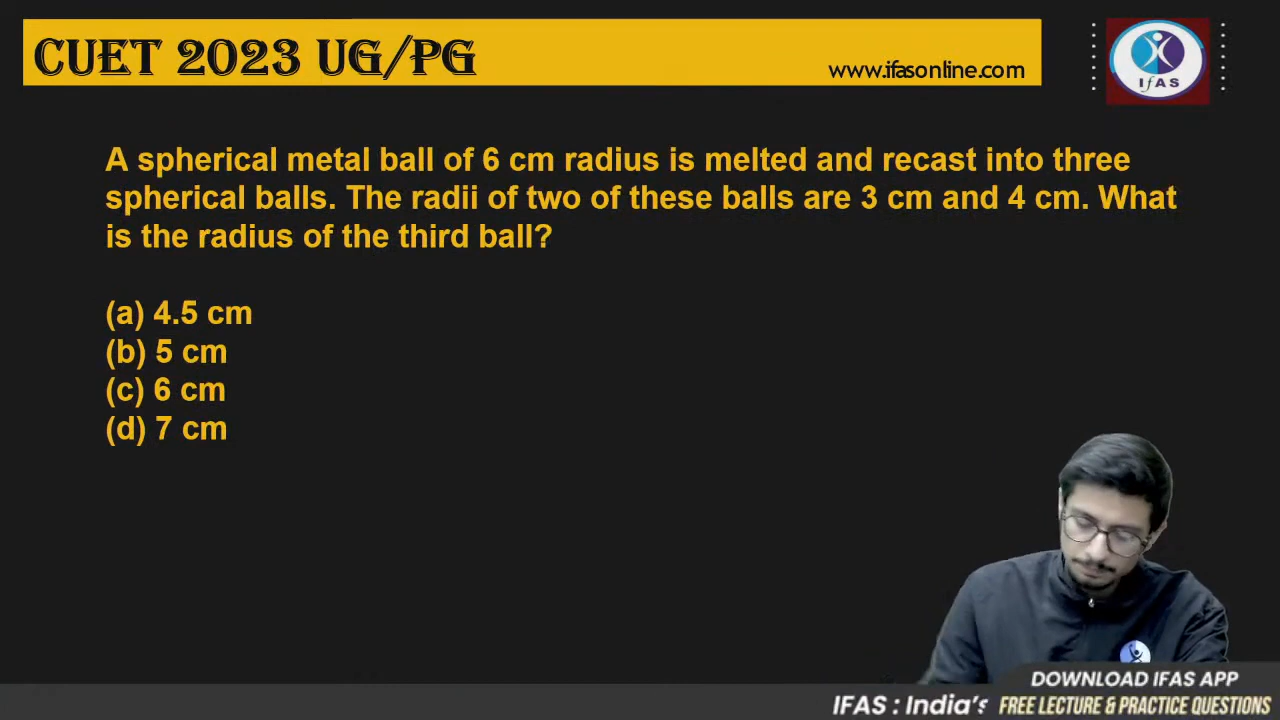 CUET 2023 UG/PG
www.ifasonline.com
IfAS
A spherical metal ball of 6 cm radius is melted and recast into three
spherical balls. The radii of two of these balls are 3 cm and 4 cm. What
is the radius of the third ball?
(a) 4.5 cm
(b) 5 cm
(c) 6 cm
(d) 7 cm
DOWNLOAD IFAS APP
IFAS : India's FREE LECTURE & PRACTICE QUESTIONS